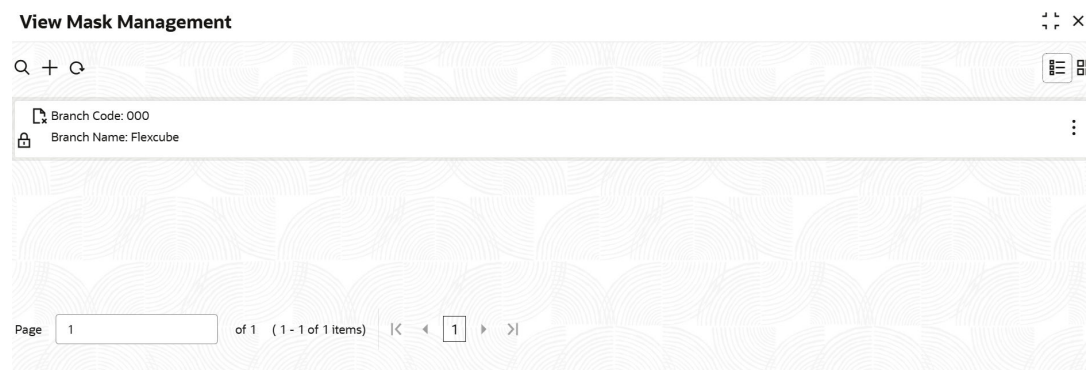 View Mask Management
Branch Code: 000
Branch Name: Flexcube
Page 1 of 1 ( 1 - 1 of 1 items) 1